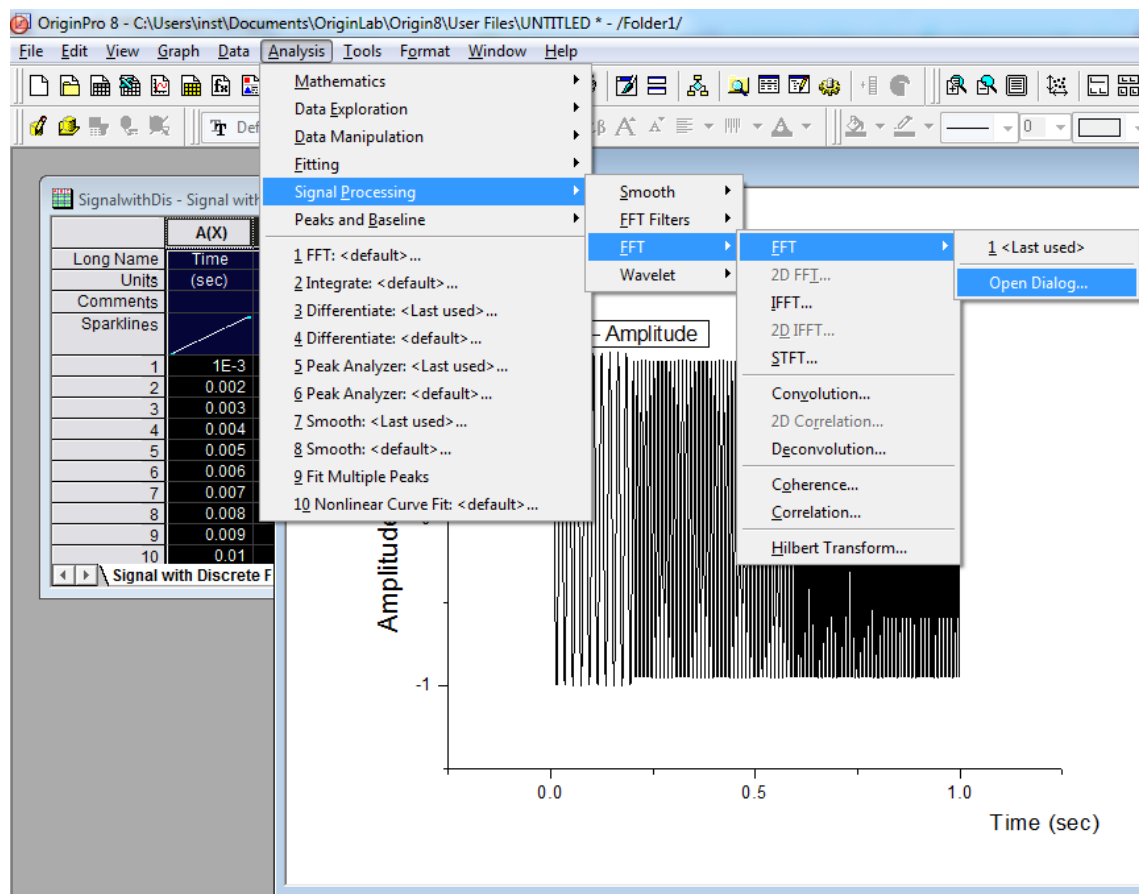 OriginPro 8 - C:\Users\inst\Documents\OriginLab\Origin8\User Files\UNTITLED * - /Folder1/
File Edit View Graph Data Analysis Tools Format Window Help
Mathematics
Data Exploration
Data Manipulation
Fitting
Signal Processing
Peaks and Baseline
1 FFT: <default>...
2 Integrate: <default>...
3 Differentiate: <Last used>...
4 Differentiate: <default>...
5 Peak Analyzer: <Last used>...
6 Peak Analyzer: <default>...
7 Smooth: <Last used>...
8 Smooth: <default>...
9 Fit Multiple Peaks
10 Nonlinear Curve Fit: <default>...
Smooth
FFT Filters
FFT
Wavelet
FFT
2D FFT...
IFFT...
2D IFFT...
STFT...
Convolution...
2D Correlation...
Deconvolution...
Coherence...
Correlation...
Hilbert Transform...
1 <Last used>
Open Dialog...
Def
0
SignalwithDis - Signal with
A(X)
Long Name Time
Units (sec)
Comments
Sparklines
1 1E-3
2 0.002
3 0.003
4 0.004
5 0.005
6 0.006
7 0.007
8 0.008
9 0.009
10 0.01
Signal with Discrete F
Amplitude
Amplitude
-1
0.0 0.5 1.0
Time (sec)